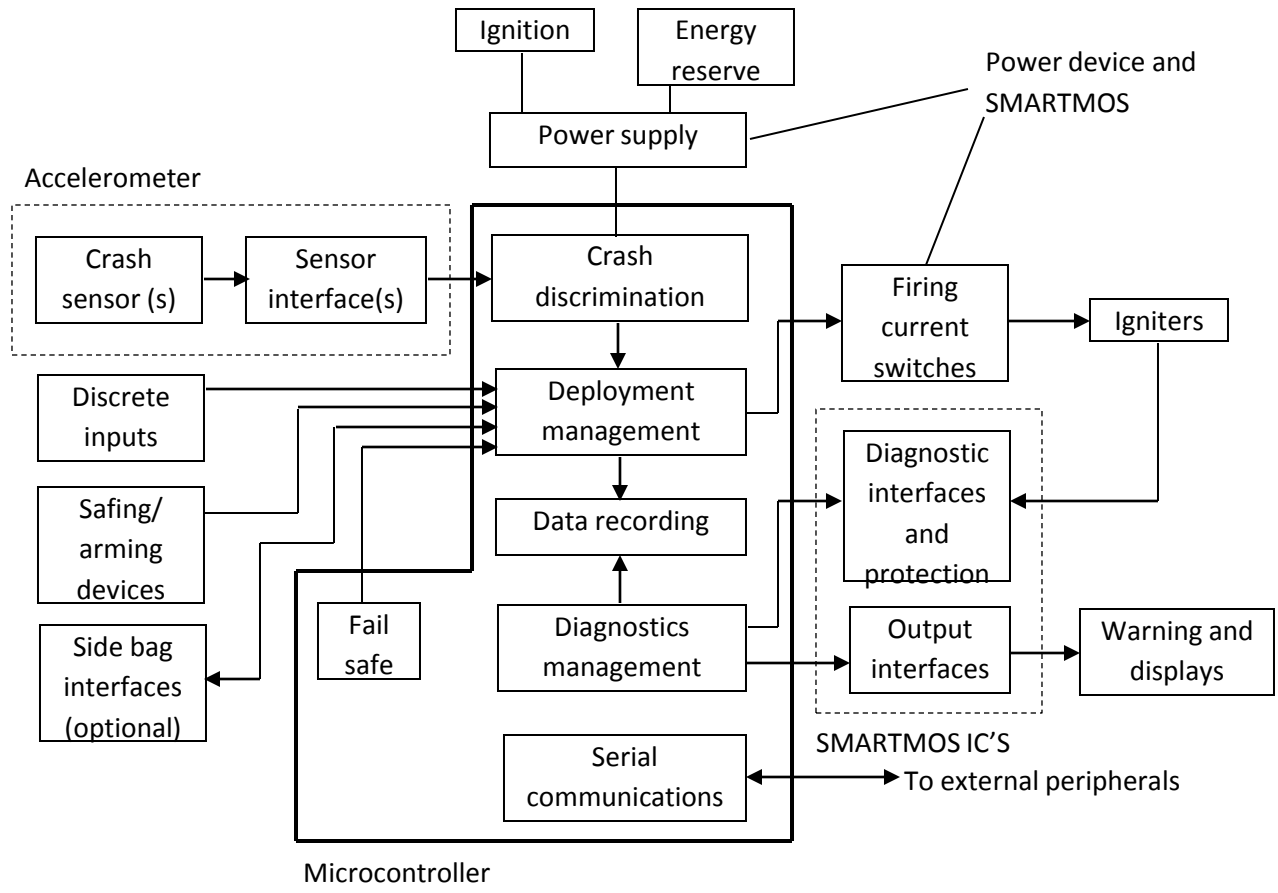 Ignition
Energy
reserve
Power device and
SMARTMOS
Power supply
Accelerometer
Crash
sensor (s)
Sensor
interface(s)
Crash
discrimination
Firing
current
switches
Igniters
Discrete
inputs
Deployment
management
Safing/
arming
devices
Data recording
Diagnostic
interfaces
and
protection
Side bag
interfaces
(optional)
Fail
safe
Diagnostics
management
Output
interfaces
Warning and
displays
SMARTMOS IC'S
Serial
communications
To external peripherals
Microcontroller